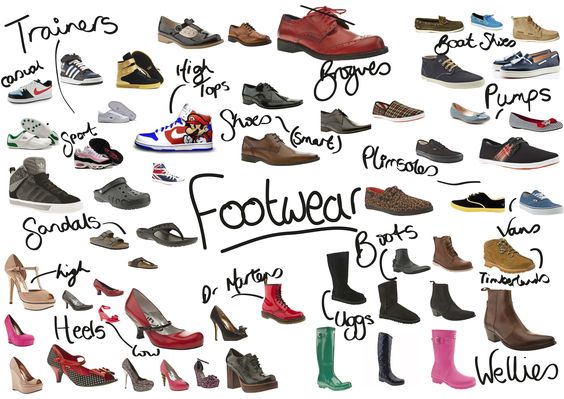 Trainers
casual
High
Tops
Brogues
Boat Shoes
Sport
Shoes
(smart)
Pumps
Plimsoles
Footwear
Sandals
Vans
Boots
Timberlands
high
Dr Martens
Uggs
Heels
low
Wellies